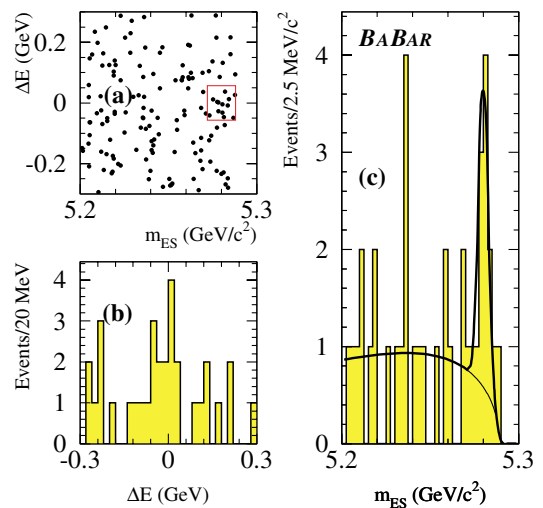 ΔE (GeV)
0.2
0
-0.2
(a)
5.2
5.3
m_ES (GeV/c²)
Events/20 MeV
4
3
2
1
0
(b)
-0.3
0
0.3
ΔE (GeV)
Events/2.5 MeV/c²
BABAR
4
3
2
1
0
(c)
5.2
5.3
m_ES (GeV/c²)